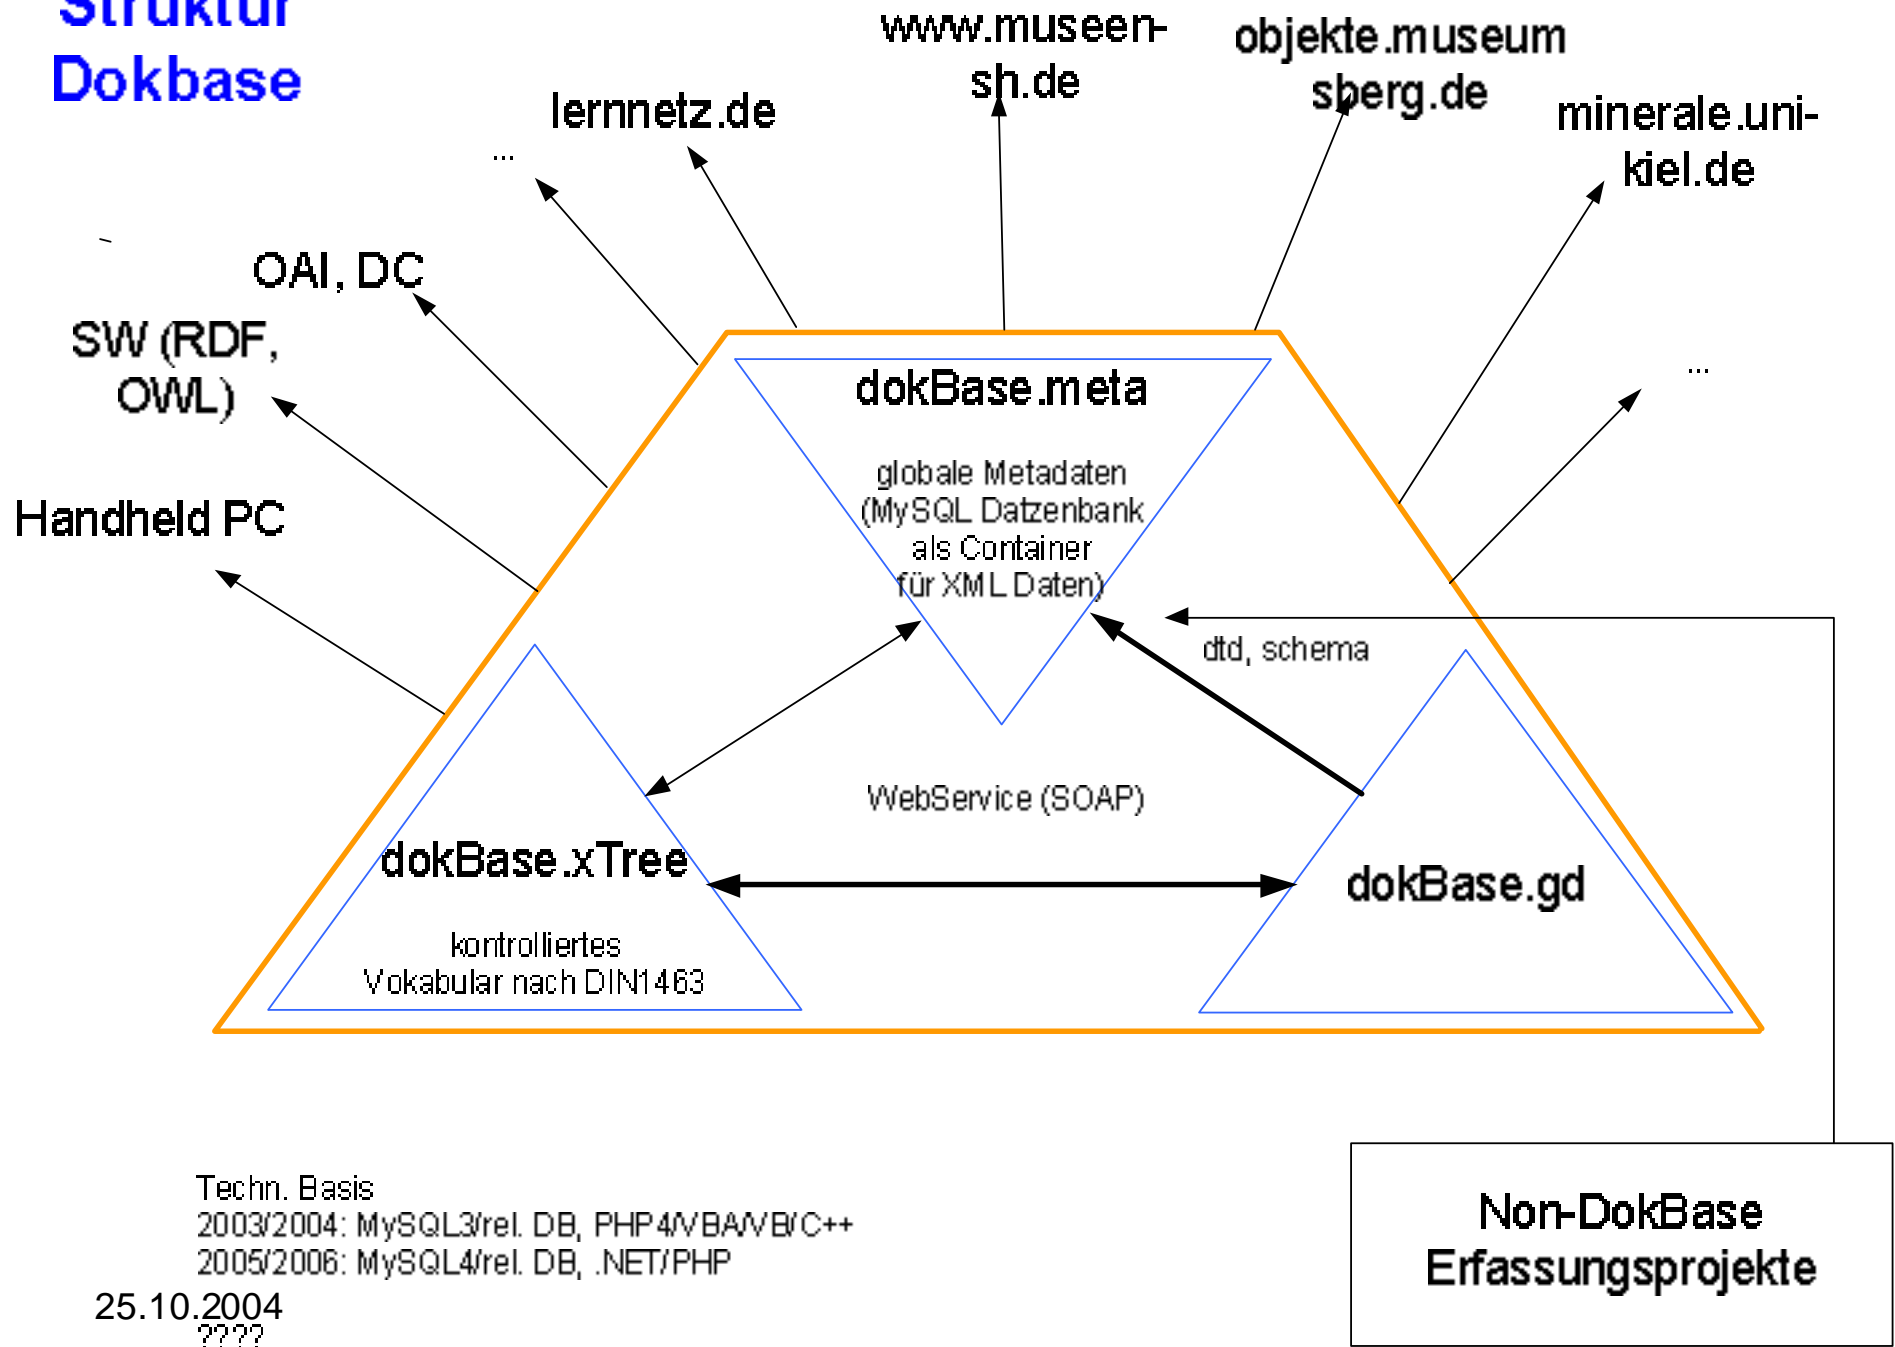 Struktur
Dokbase
www.museen-
sh.de
objekte.museum
sberg.de
lernnetz.de
minerale.uni-
kiel.de
...
OAI, DC
SW (RDF,
OWL)
...
Handheld PC
dokBase.meta
globale Metadaten
(MySQL Datzenbank
als Container
für XML Daten)
dtd, schema
WebService (SOAP)
dokBase.xTree
kontrolliertes
Vokabular nach DIN1463
dokBase.gd
Techn. Basis
2003/2004: MySQL3/rel. DB, PHP4/VBA/VB/C++
2005/2006: MySQL4/rel. DB, .NET/PHP
25.10.2004
????
Non-DokBase
Erfassungsprojekte